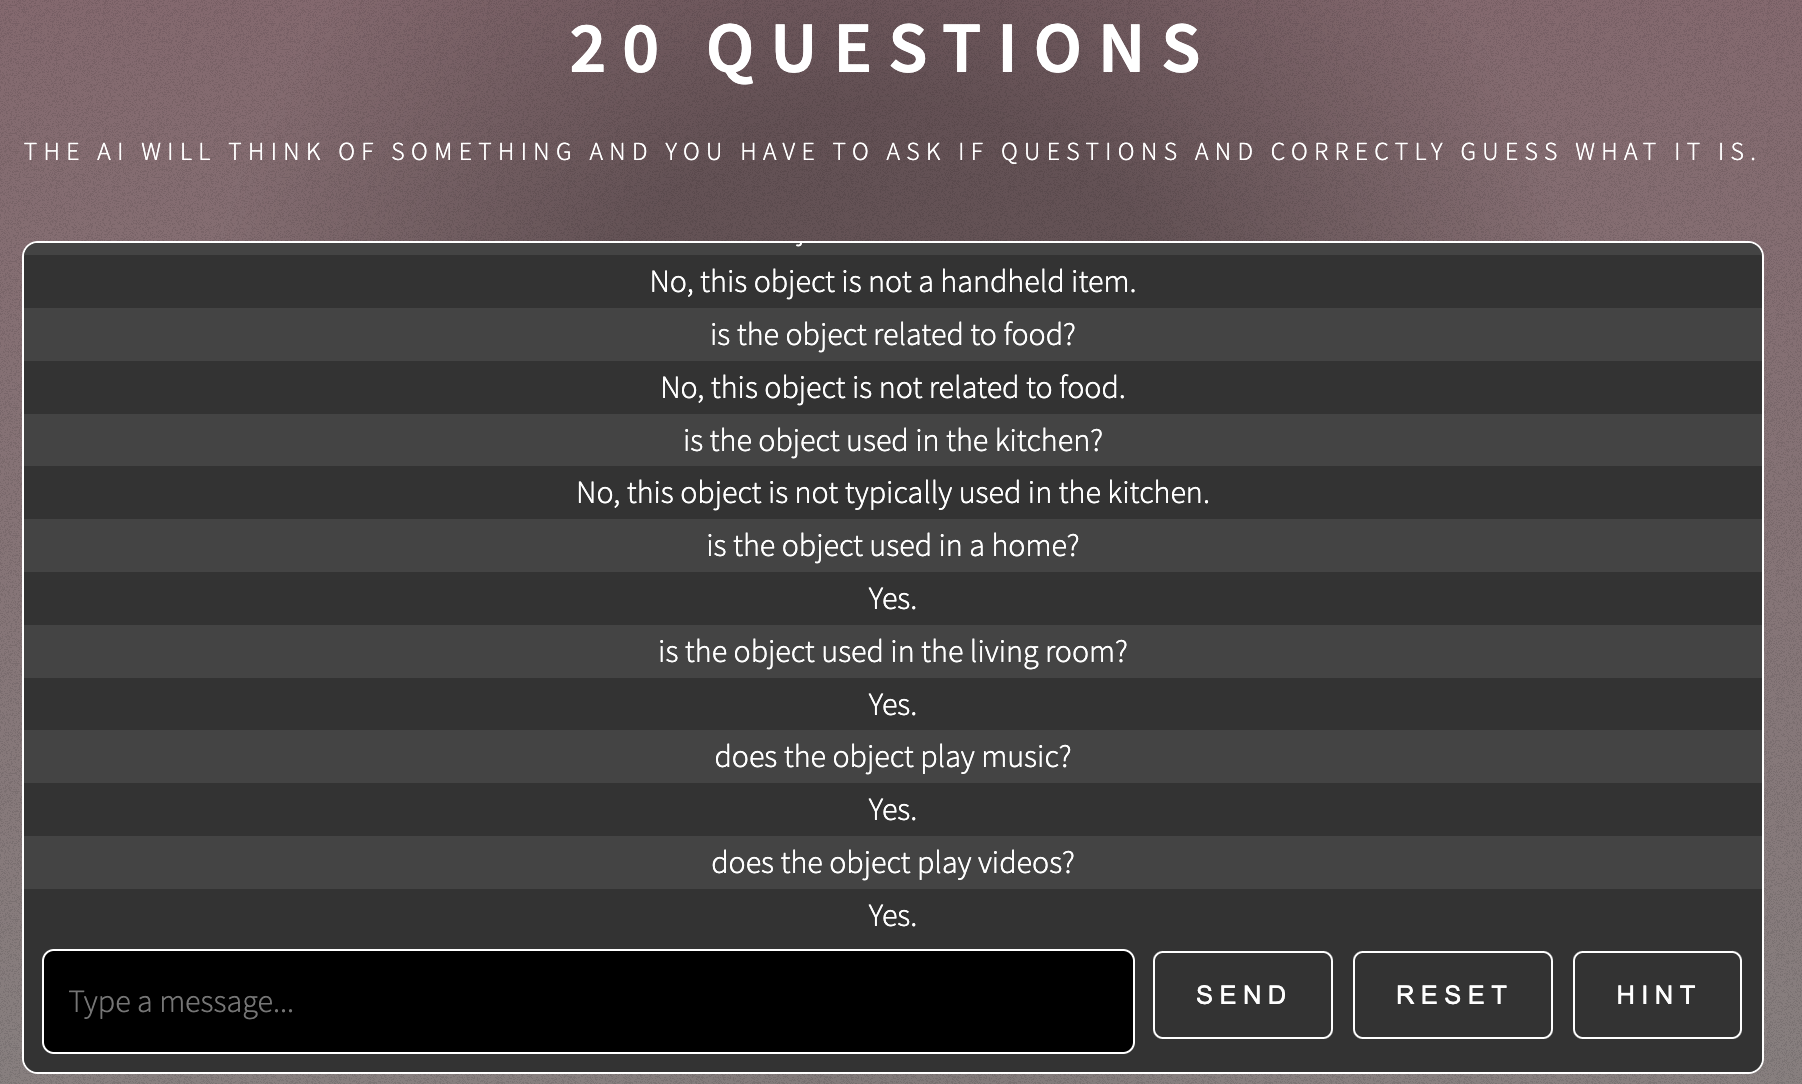 20 QUESTIONS
THE AI WILL THINK OF SOMETHING AND YOU HAVE TO ASK IF QUESTIONS AND CORRECTLY GUESS WHAT IT IS.
No, this object is not a handheld item.
is the object related to food?
No, this object is not related to food.
is the object used in the kitchen?
No, this object is not typically used in the kitchen.
is the object used in a home?
Yes.
is the object used in the living room?
Yes.
does the object play music?
Yes.
does the object play videos?
Yes.
Type a message...
SEND
RESET
HINT